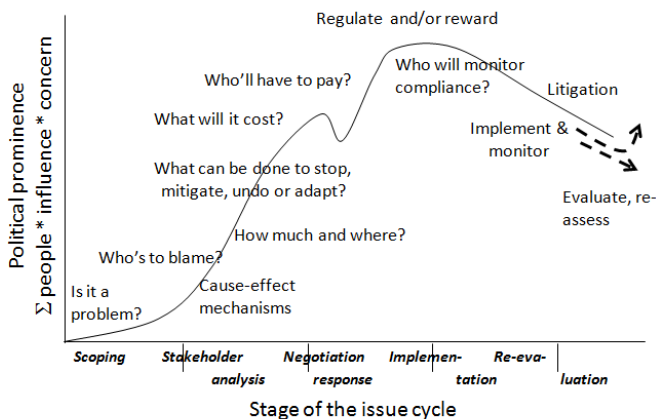 Regulate and/or reward
Who will monitor
compliance?
Who'll have to pay?
Litigation
What will it cost?
Implement &
monitor
What can be done to stop,
mitigate, undo or adapt?
Evaluate, re-
assess
How much and where?
Who's to blame?
Cause-effect
mechanisms
Is it a
problem?
Political prominence
Σ people * influence * concern
Scoping
Stakeholder
analysis
Negotiation
response
Implemen-
tation
Re-eva-
luation
Stage of the issue cycle